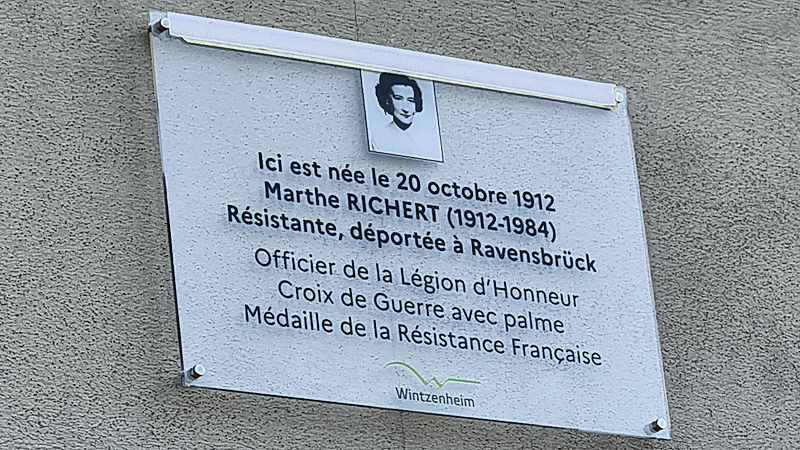 Ici est née le 20 octobre 1912
Marthe RICHERT (1912-1984)
Résistante, déportée à Ravensbrück
Officier de la Légion d'Honneur
Croix de Guerre avec palme
Médaille de la Résistance Française
Wintzenheim